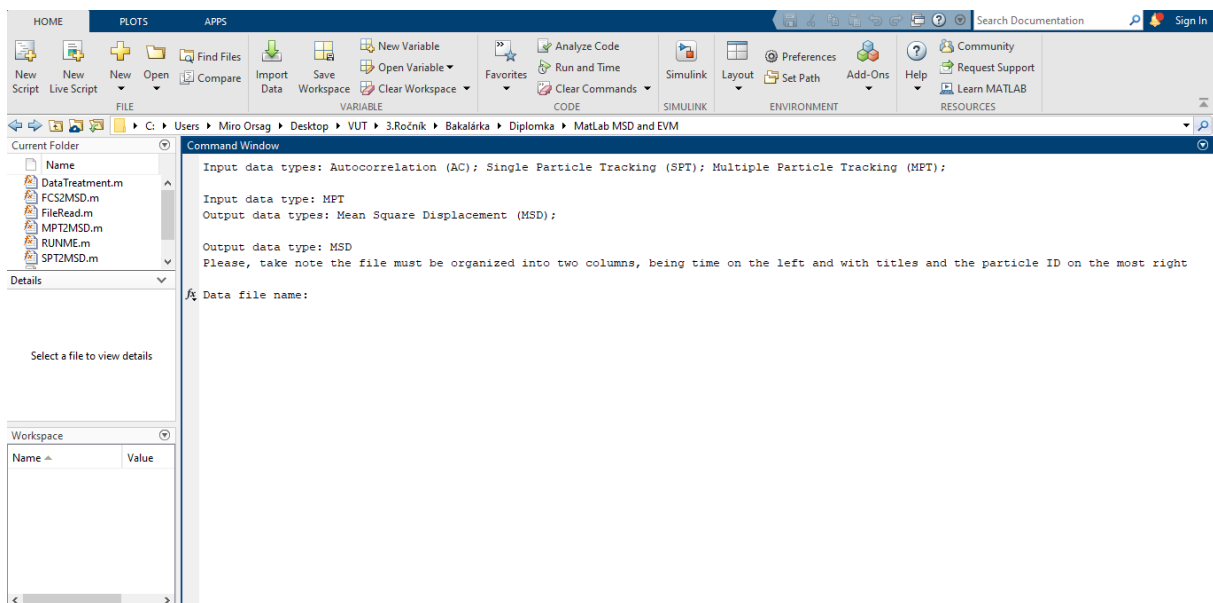 HOME PLOTS APPS Search Documentation Sign In
New Script
New Live Script
New
Open
Find Files
Compare
Import Data
Save Workspace
New Variable
Open Variable
Clear Workspace
Favorites
Analyze Code
Run and Time
Clear Commands
Simulink
Layout
Preferences
Set Path
Add-Ons
Help
Community
Request Support
Learn MATLAB
FILE VARIABLE CODE SIMULINK ENVIRONMENT RESOURCES
C: Users Miro Orsag Desktop VUT 3.Ročník Bakalárka Diplomka MatLab MSD and EVM
Current Folder
Name
DataTreatment.m
FCS2MSD.m
FileRead.m
MPT2MSD.m
RUNME.m
SPT2MSD.m
Details
Select a file to view details
Workspace
Name Value
Command Window
Input data types: Autocorrelation (AC); Single Particle Tracking (SPT); Multiple Particle Tracking (MPT);
Input data type: MPT
Output data types: Mean Square Displacement (MSD);
Output data type: MSD
Please, take note the file must be organized into two columns, being time on the left and with titles and the particle ID on the most right
fx Data file name: